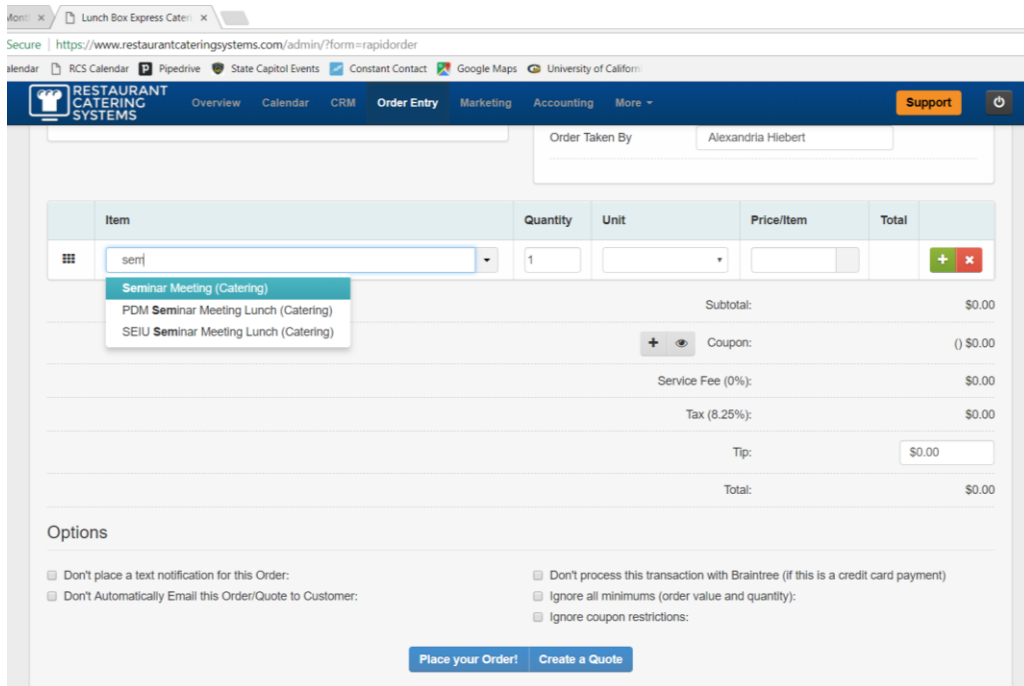 Mont
Lunch Box Express Cateri
Secure | https://www.restaurantcateringsystems.com/admin/?form=rapidorder
alendar RCS Calendar Pipedrive State Capitol Events Constant Contact Google Maps University of Californ
RESTAURANT
CATERING
SYSTEMS
Overview Calendar CRM Order Entry Marketing Accounting More Support
Order Taken By Alexandria Hiebert
Item Quantity Unit Price/Item Total
sem 1
Seminar Meeting (Catering)
PDM Seminar Meeting Lunch (Catering)
SEIU Seminar Meeting Lunch (Catering)
Subtotal: $0.00
Coupon: () $0.00
Service Fee (0%): $0.00
Tax (8.25%): $0.00
Tip: $0.00
Total: $0.00
Options
Don't place a text notification for this Order:
Don't Automatically Email this Order/Quote to Customer:
Don't process this transaction with Braintree (if this is a credit card payment)
Ignore all minimums (order value and quantity):
Ignore coupon restrictions:
Place your Order! Create a Quote